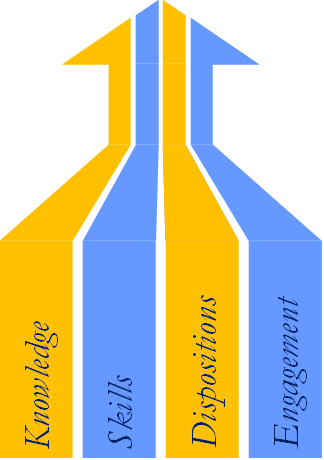 Knowledge
Skills
Dispositions
Engagement